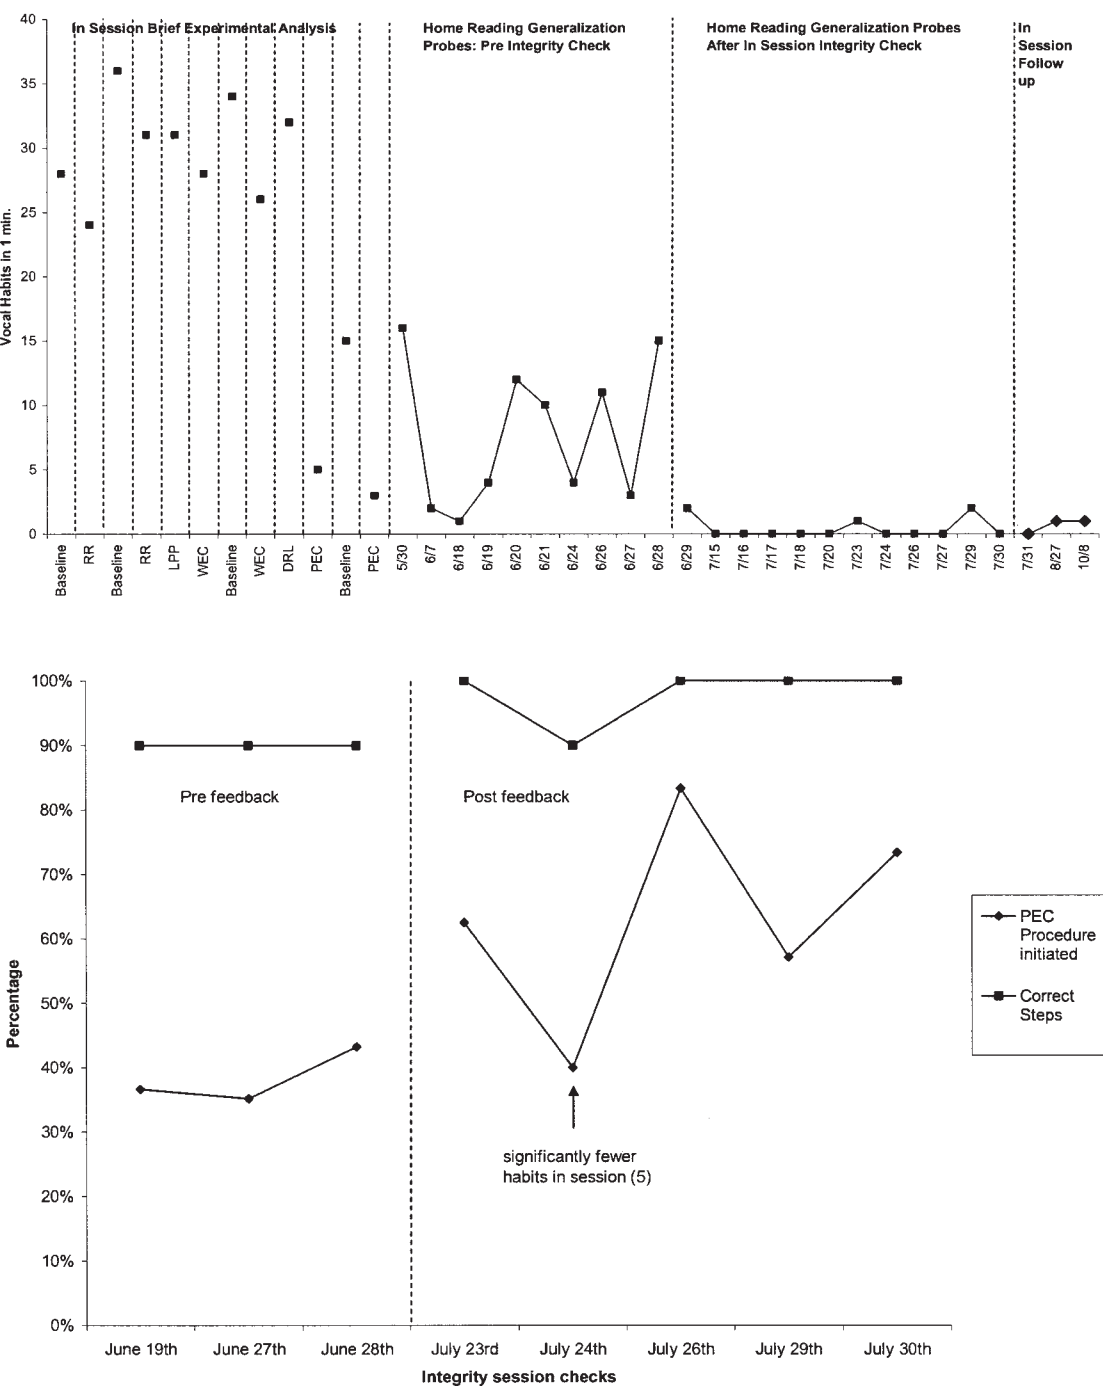 In Session Brief Experimental Analysis
Home Reading Generalization
Probes: Pre Integrity Check
Home Reading Generalization Probes
After In Session Integrity Check
In
Session
Follow
up
Vocal Habits in 1 min.
40
35
30
25
20
15
10
5
0
Baseline
RR
Baseline
RR
LPP
WEC
Baseline
WEC
DRL
PEC
Baseline
PEC
5/30
6/7
6/18
6/19
6/20
6/21
6/24
6/26
6/27
6/28
6/29
7/15
7/16
7/17
7/18
7/20
7/23
7/24
7/26
7/27
7/29
7/30
7/31
8/27
10/8
Percentage
100%
90%
80%
70%
60%
50%
40%
30%
20%
10%
0%
Pre feedback
Post feedback
significantly fewer
habits in session (5)
PEC
Procedure
initiated
Correct
Steps
June 19th
June 27th
June 28th
July 23rd
July 24th
July 26th
July 29th
July 30th
Integrity session checks